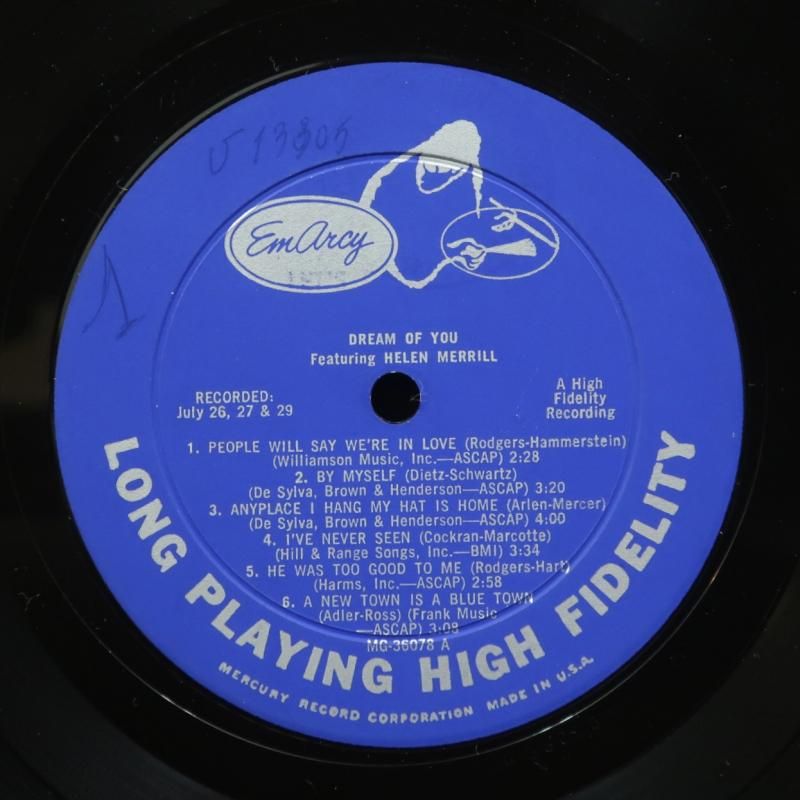 U 13305
EmArcy
DREAM OF YOU
Featuring HELEN MERRILL
RECORDED:
July 26, 27 & 29
A High
Fidelity
Recording
1. PEOPLE WILL SAY WE'RE IN LOVE (Rodgers-Hammerstein)
(Williamson Music, Inc.—ASCAP) 2:28
2. BY MYSELF (Dietz-Schwartz)
(De Sylva, Brown & Henderson—ASCAP) 3:20
3. ANYPLACE I HANG MY HAT IS HOME (Arlen-Mercer)
(De Sylva, Brown & Henderson—ASCAP) 4:00
4. I'VE NEVER SEEN (Cockran-Marcotte)
(Hill & Range Songs, Inc.—BMI) 3:34
5. HE WAS TOO GOOD TO ME (Rodgers-Hart)
(Harms, Inc.—ASCAP) 2:58
6. A NEW TOWN IS A BLUE TOWN
(Adler-Ross) (Frank Music
—ASCAP) 3:08
MG-36078 A
LONG PLAYING HIGH FIDELITY
MERCURY RECORD CORPORATION MADE IN U.S.A.